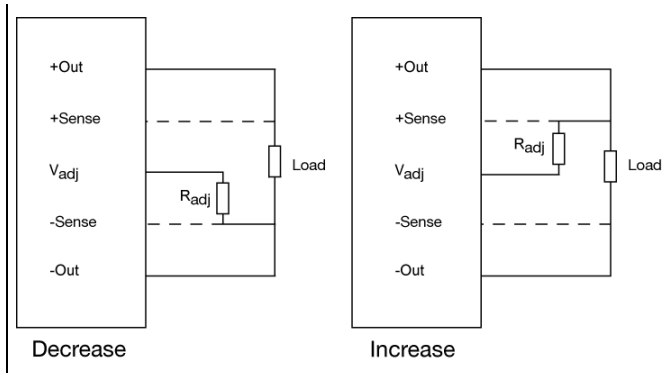 +Out
+Sense
Vadj
Radj
Load
-Sense
-Out
Decrease
+Out
+Sense
Radj
Vadj
Load
-Sense
-Out
Increase